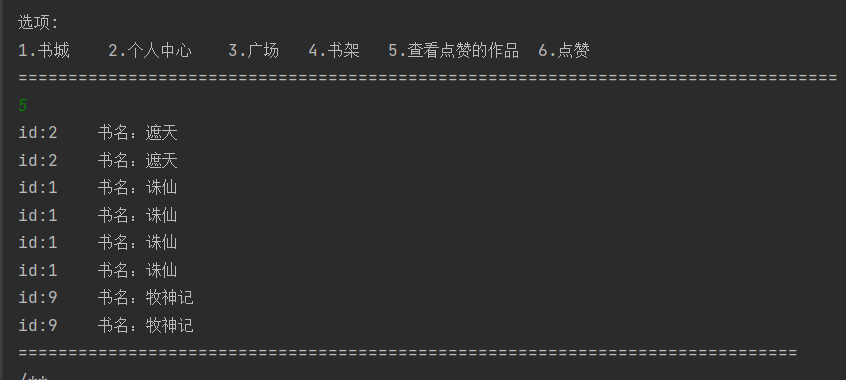 选项:
1.书城 2.个人中心 3.广场 4.书架 5.查看点赞的作品 6.点赞
==================================================================================
5
id:2 书名：遮天
id:2 书名：遮天
id:1 书名：诛仙
id:1 书名：诛仙
id:1 书名：诛仙
id:1 书名：诛仙
id:9 书名：牧神记
id:9 书名：牧神记
==============================================================================
/**